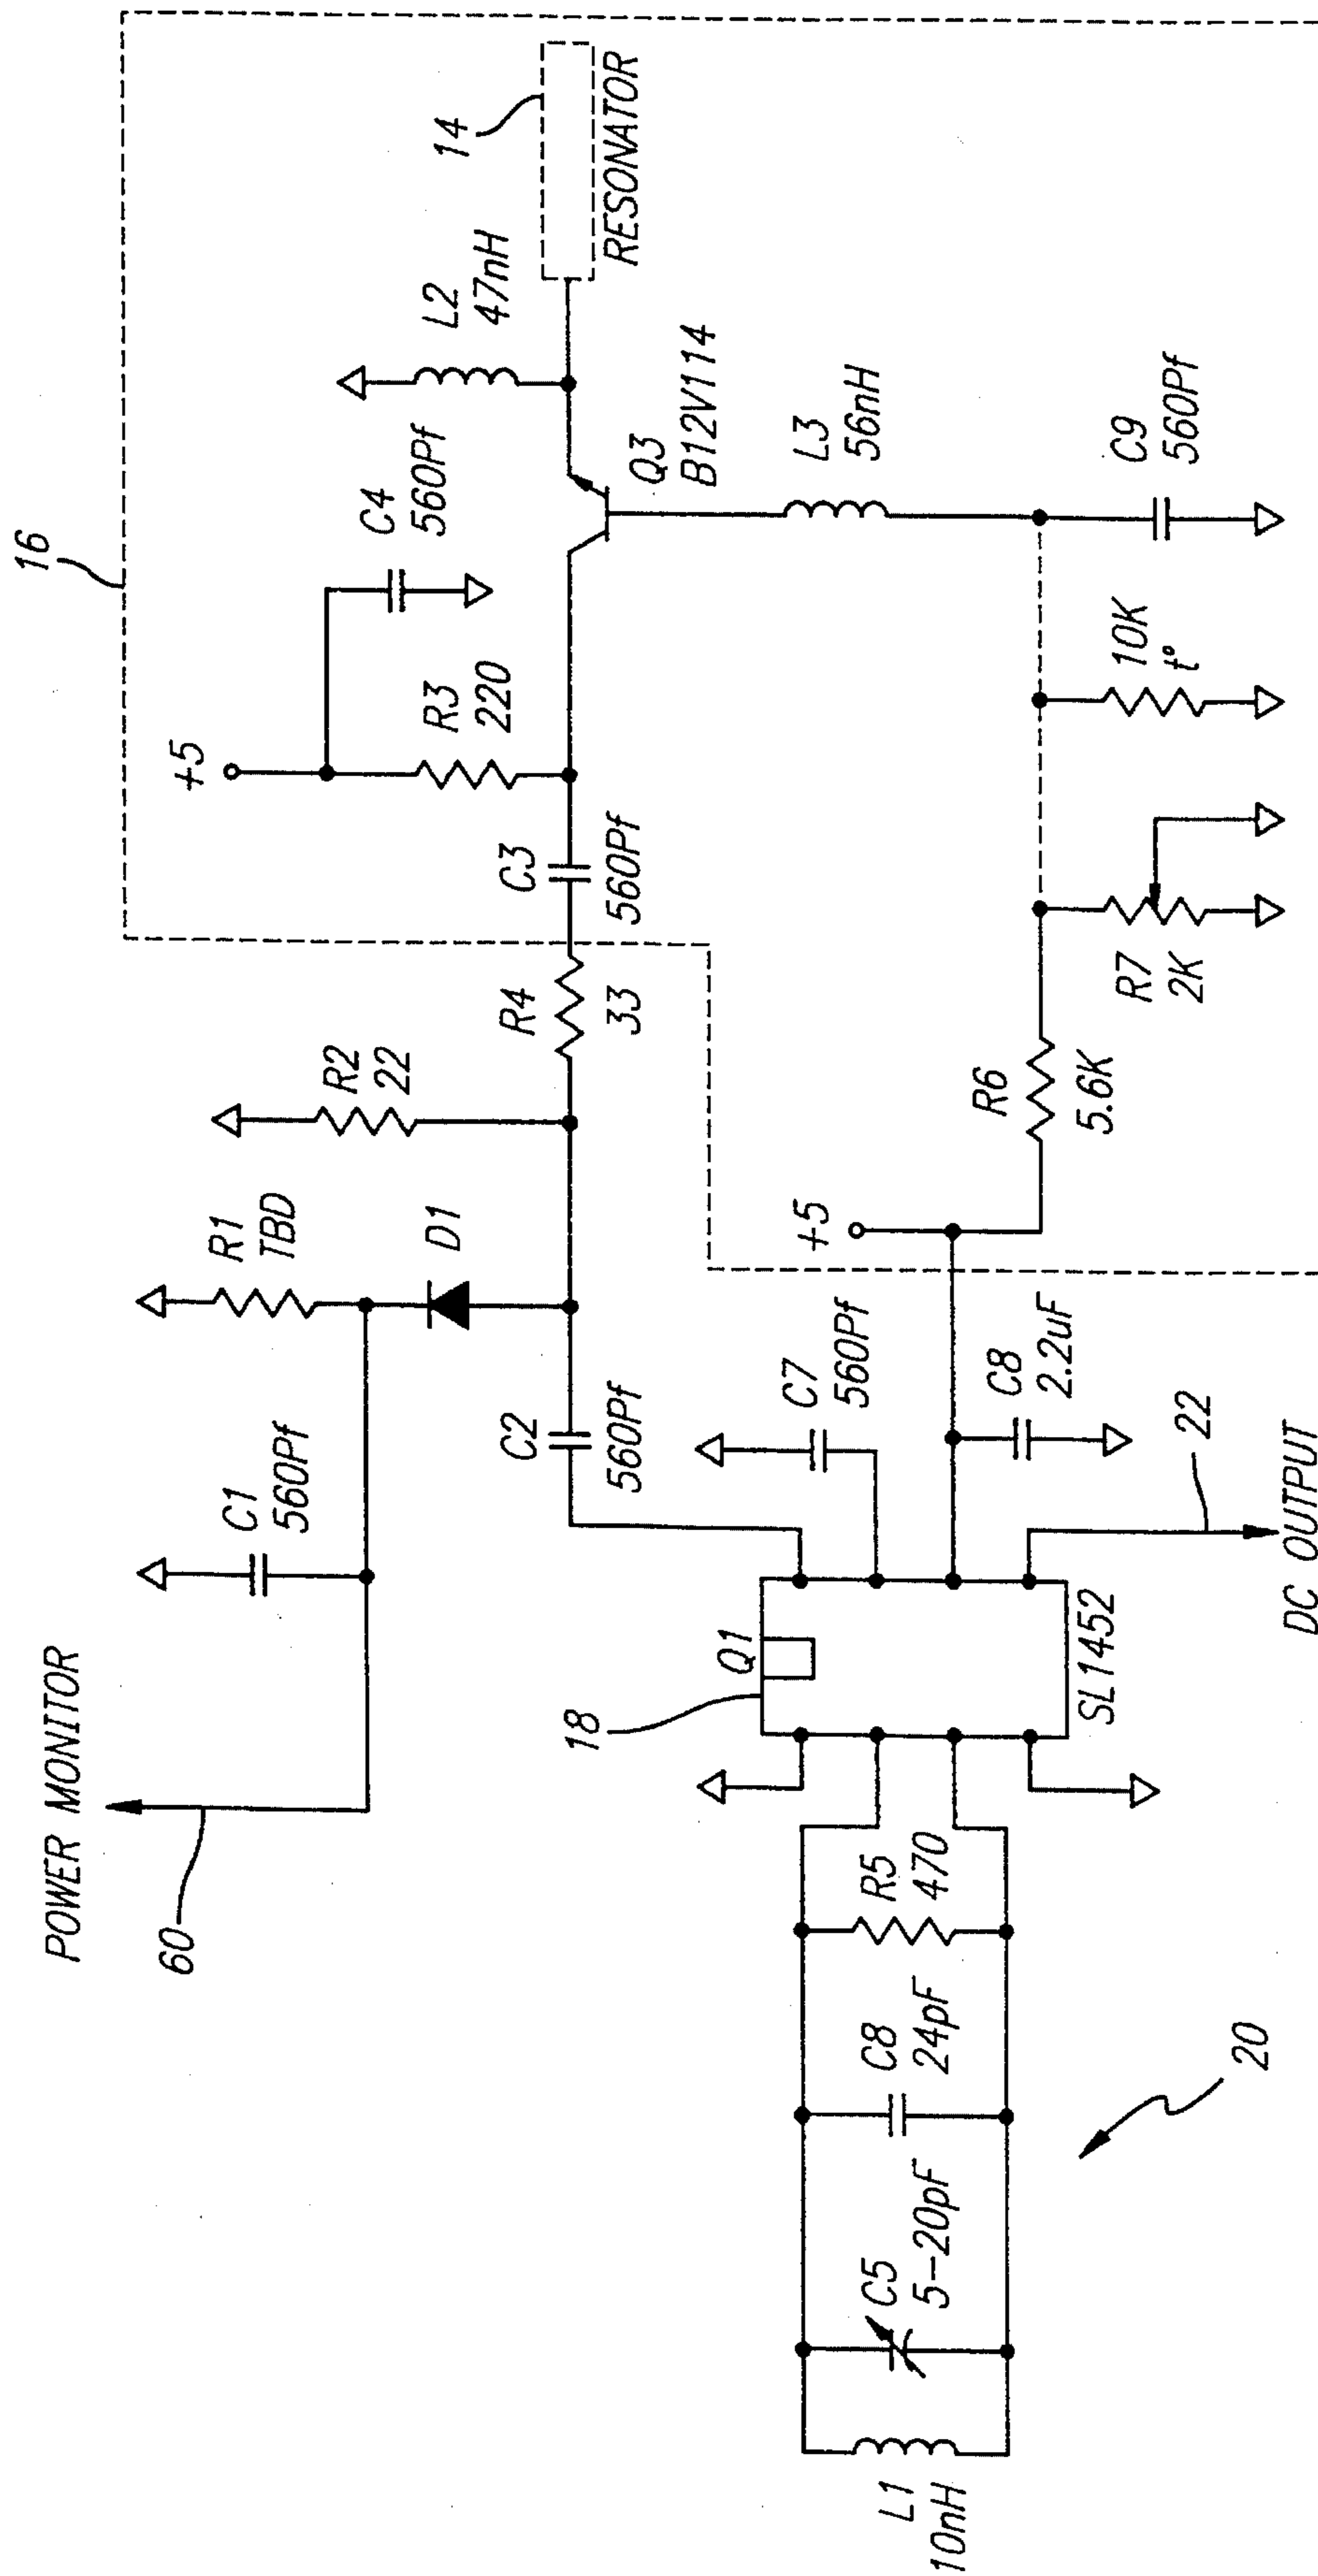 16
14
RESONATOR
L2
47nH
C4
560Pf
+5
R3
220
C3
560Pf
Q3
B12V114
L3
56nH
C9
560Pf
10K
t°
R7
2K
R6
5.6K
+5
R4
33
R2
22
R1
TBD
D1
C1
560Pf
C2
560Pf
POWER MONITOR
60
C7
560Pf
C8
2.2uF
22
DC OUTPUT
Q1
18
SL1452
R5
470
C8
24pF
C5
5-20pF
L1
10nH
20